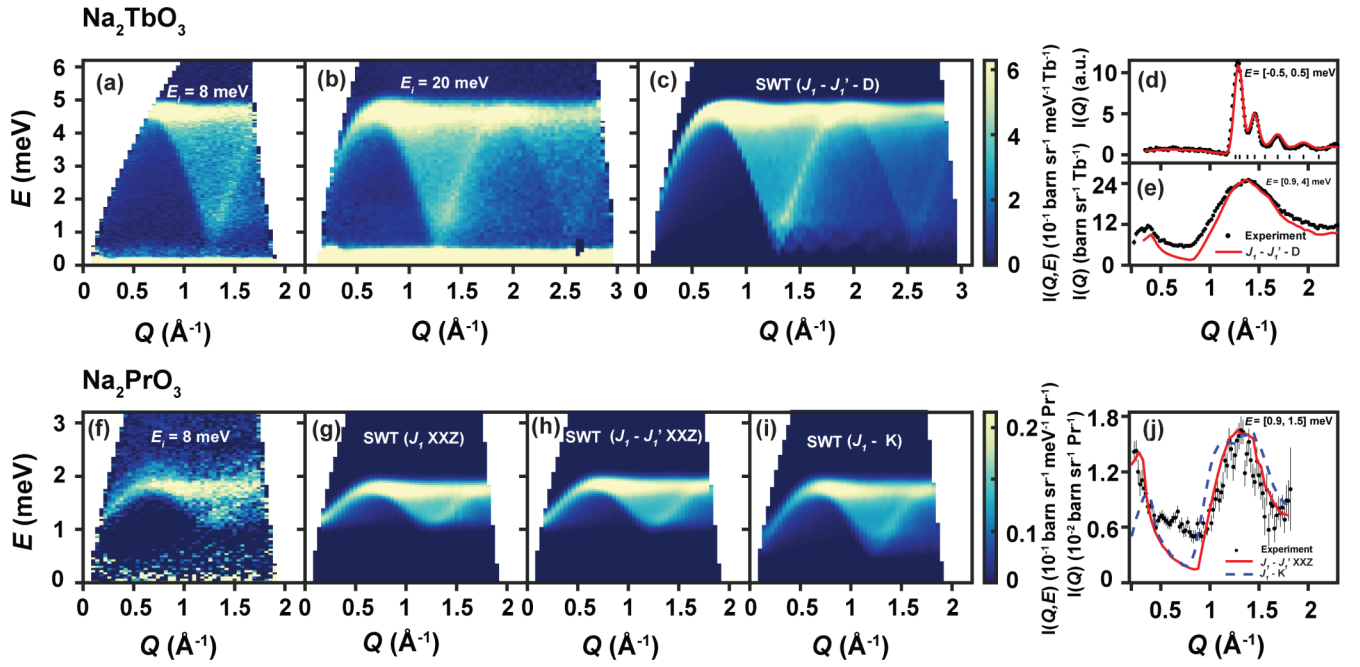 Na₂TbO₃
6
5
4
3
2
1
0
E (meV)
(a)
Eᵢ = 8 meV
0 0.5 1 1.5 2
Q (Å⁻¹)
(b)
Eᵢ = 20 meV
0 0.5 1 1.5 2 2.5 3
Q (Å⁻¹)
(c)
SWT (J₁ - J₁' - D)
0 0.5 1 1.5 2 2.5 3
Q (Å⁻¹)
6
4
2
0
I(Q,E) (10⁻¹ barn sr⁻¹ meV⁻¹ Tb⁻¹)
(d)
E = [-0.5, 0.5] meV
10
5
0
I(Q) (a.u.)
(e)
E = [0.9, 4] meV
24
12
0
I(Q) (barn sr⁻¹ Tb⁻¹)
Experiment
J₁ - J₁' - D
0.5 1 1.5 2
Q (Å⁻¹)
Na₂PrO₃
3
2
1
0
E (meV)
(f)
Eᵢ = 8 meV
0 0.5 1 1.5 2
Q (Å⁻¹)
(g)
SWT (J₁ XXZ)
0 0.5 1 1.5 2
Q (Å⁻¹)
(h)
SWT (J₁ - J₁' XXZ)
0 0.5 1 1.5 2
Q (Å⁻¹)
(i)
SWT (J₁ - K)
0 0.5 1 1.5 2
Q (Å⁻¹)
0.2
0.1
0
I(Q,E) (10⁻¹ barn sr⁻¹ meV⁻¹ Pr⁻¹)
(j)
E = [0.9, 1.5] meV
1.8
1.2
0.6
0
I(Q) (10⁻² barn sr⁻¹ Pr⁻¹)
Experiment
J₁ - J₁' XXZ
J₁ - K
0.5 1 1.5 2
Q (Å⁻¹)